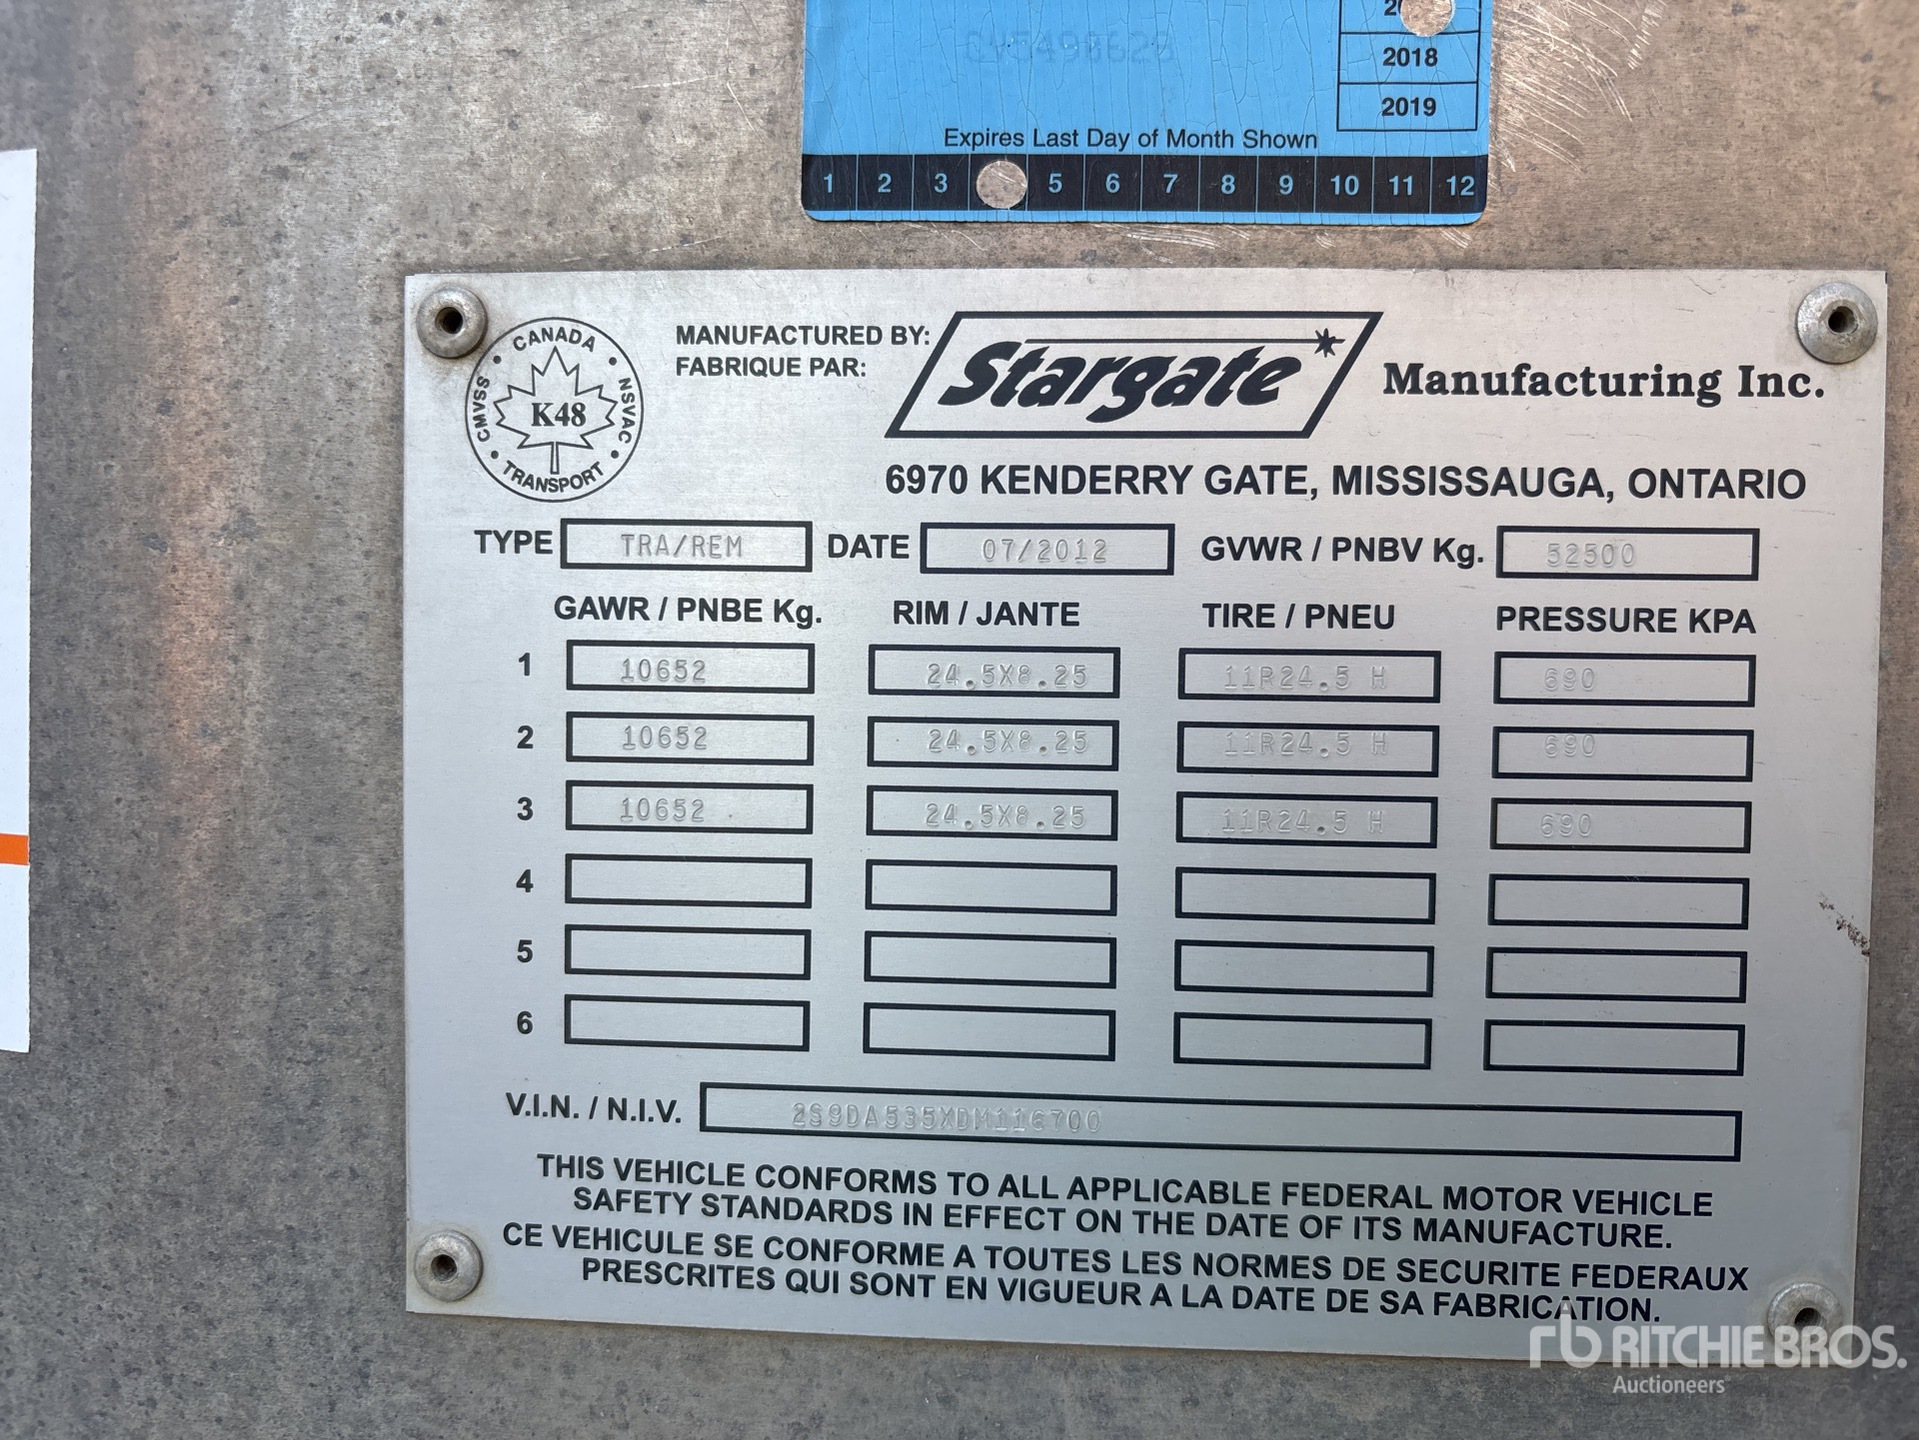 CV5490628
2018
2019
Expires Last Day of Month Shown
1 2 3 5 6 7 8 9 10 11 12
CANADA
CMVSS K48 NSVAC
TRANSPORT
MANUFACTURED BY:
FABRIQUE PAR:
Stargate Manufacturing Inc.
6970 KENDERRY GATE, MISSISSAUGA, ONTARIO
TYPE TRA/REM DATE 07/2012 GVWR / PNBV Kg. 52500
GAWR / PNBE Kg. RIM / JANTE TIRE / PNEU PRESSURE KPA
1 10652 24.5X8.25 11R24.5 H 690
2 10652 24.5X8.25 11R24.5 H 690
3 10652 24.5X8.25 11R24.5 H 690
4
5
6
V.I.N. / N.I.V. 2S9DA535XDM116700
THIS VEHICLE CONFORMS TO ALL APPLICABLE FEDERAL MOTOR VEHICLE
SAFETY STANDARDS IN EFFECT ON THE DATE OF ITS MANUFACTURE.
CE VEHICULE SE CONFORME A TOUTES LES NORMES DE SECURITE FEDERAUX
PRESCRITES QUI SONT EN VIGUEUR A LA DATE DE SA FABRICATION.
rb RITCHIE BROS.
Auctioneers